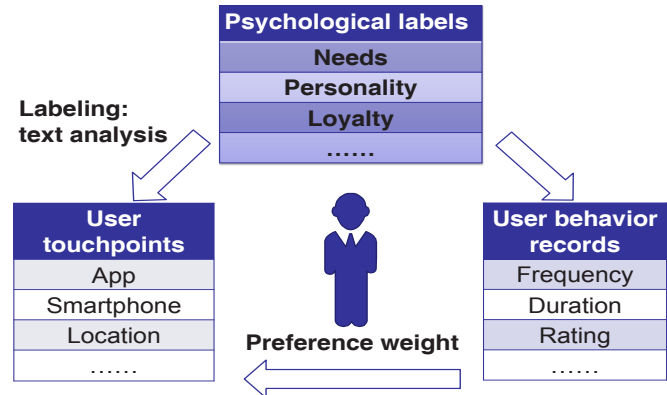 Psychological labels
Needs
Personality
Loyalty
......
Labeling:
text analysis
User
touchpoints
App
Smartphone
Location
......
User behavior
records
Frequency
Duration
Rating
......
Preference weight